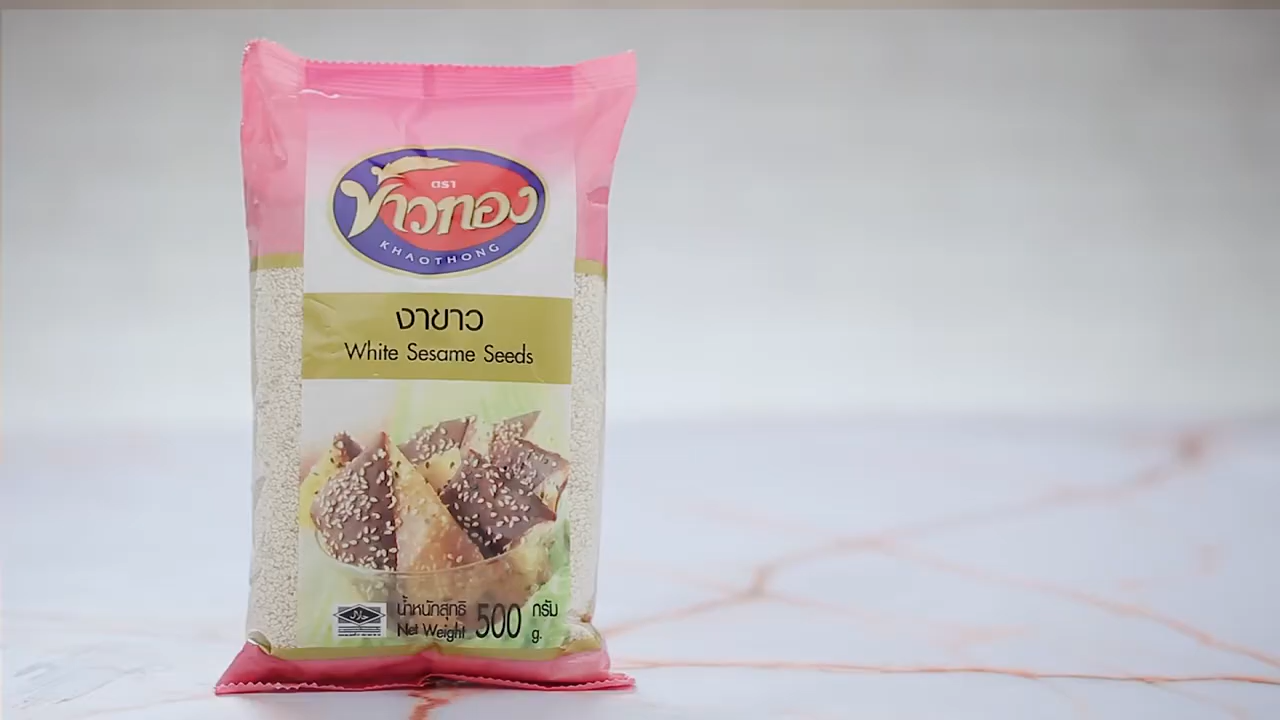 ตรา
ข้าวทอง
KHAOTHONG
งาขาว
White Sesame Seeds
น้ำหนักสุทธิ 500 กรัม
Net Weight g.